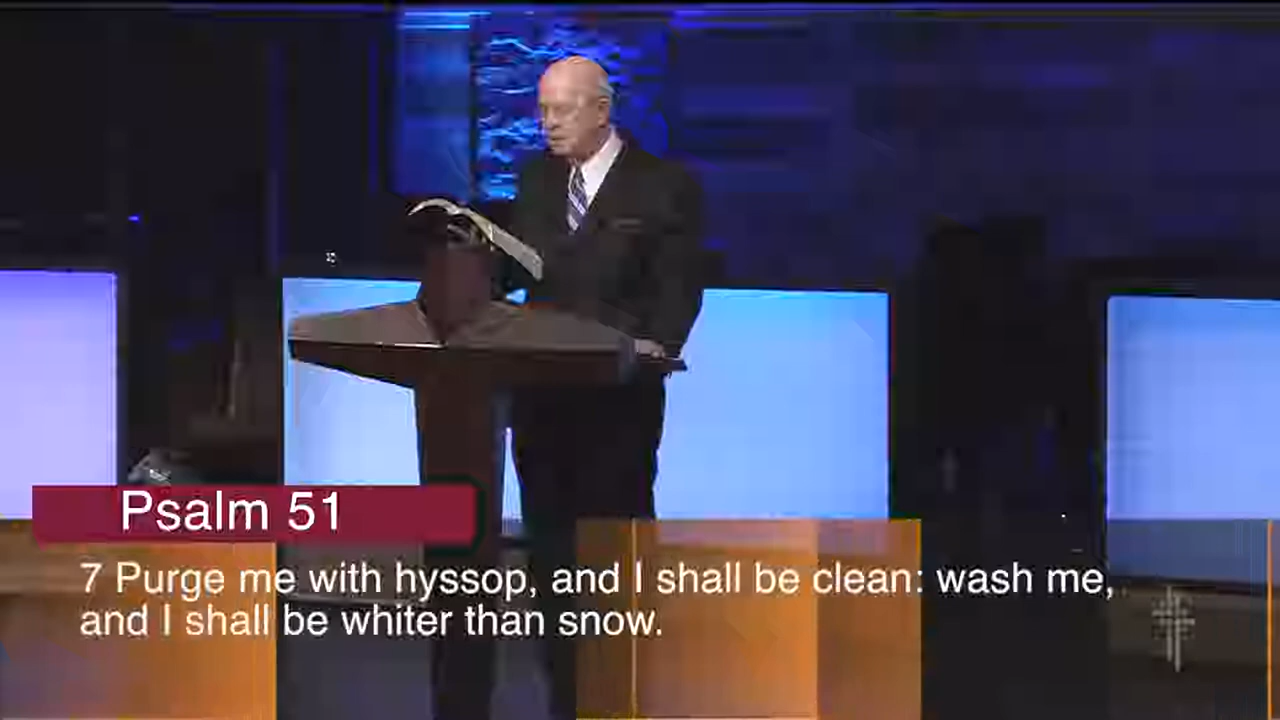 Psalm 51
7 Purge me with hyssop, and I shall be clean: wash me,
and I shall be whiter than snow.